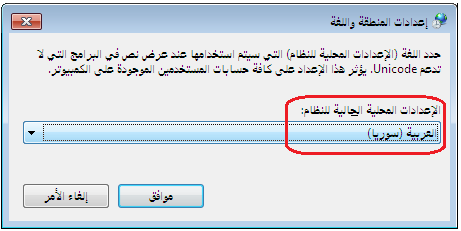 إعدادات المنطقة واللغة
حدد اللغة (الإعدادات المحلية للنظام) التي سيتم استخدامها عند عرض نص في البرامج التي لا
تدعم Unicode. يؤثر هذا الإعداد على كافة حسابات المستخدمين الموجودة على الكمبيوتر.
الإعدادات المحلية الحالية للنظام:
العربية (سوريا)
موافق
إلغاء الأمر